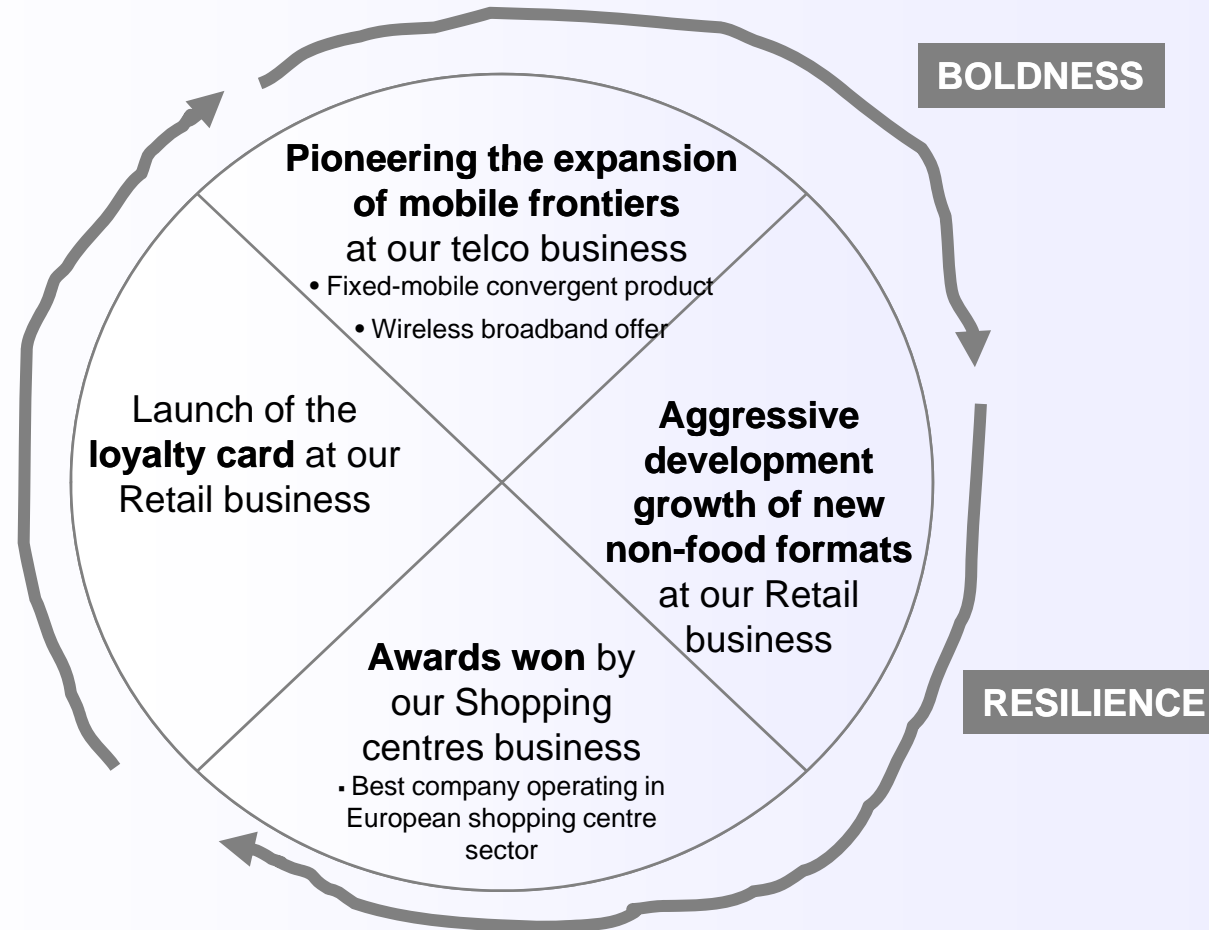 BOLDNESS
Pioneering the expansion
of mobile frontiers
at our telco business
• Fixed-mobile convergent product
• Wireless broadband offer
Launch of the
loyalty card at our
Retail business
Aggressive
development
growth of new
non-food formats
at our Retail
business
Awards won by
our Shopping
centres business
▪ Best company operating in
European shopping centre
sector
RESILIENCE